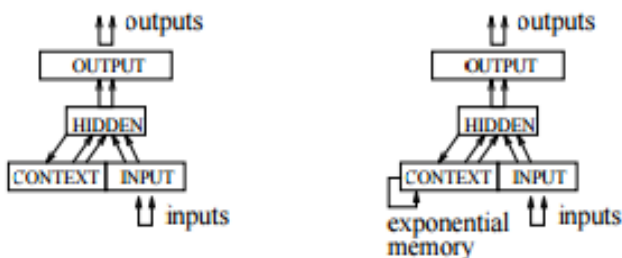 outputs
OUTPUT
HIDDEN
CONTEXT
INPUT
inputs
outputs
OUTPUT
HIDDEN
CONTEXT
INPUT
exponential
memory
inputs